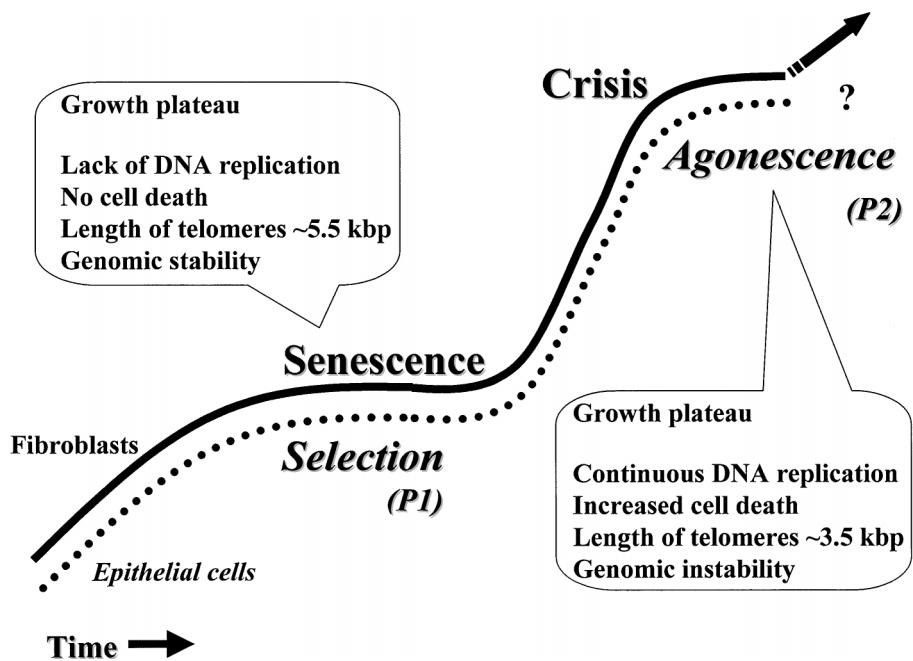 Growth plateau
Lack of DNA replication
No cell death
Length of telomeres ~5.5 kbp
Genomic stability
Crisis
?
Agonescence
(P2)
Senescence
Fibroblasts
Selection
(P1)
Epithelial cells
Growth plateau
Continuous DNA replication
Increased cell death
Length of telomeres ~3.5 kbp
Genomic instability
Time